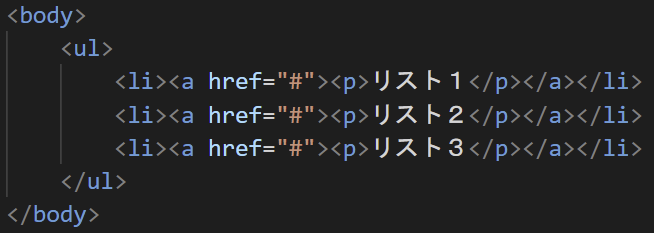 <body>
<ul>
<li><a href="#"><p>リスト１</p></a></li>
<li><a href="#"><p>リスト２</p></a></li>
<li><a href="#"><p>リスト３</p></a></li>
</ul>
</body>